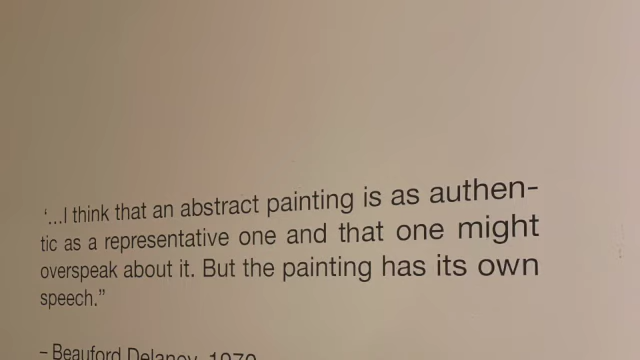 ‘...I think that an abstract painting is as authen-
tic as a representative one and that one might
overspeak about it. But the painting has its own
speech.”
– Beauford Delaney, 1970